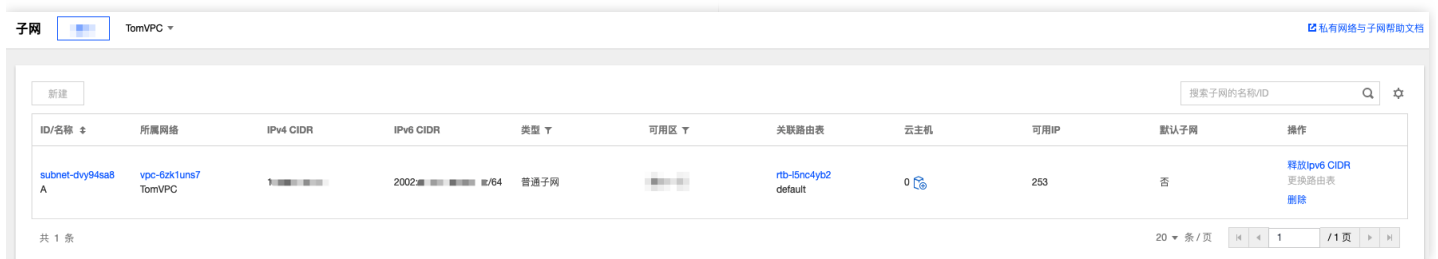 子网 TomVPC 私有网络与子网帮助文档
新建 搜索子网的名称/ID
ID/名称 所属网络 IPv4 CIDR IPv6 CIDR 类型 可用区 关联路由表 云主机 可用IP 默认子网 操作
subnet-dvy94sa8 vpc-6zk1uns7 rtb-l5nc4yb2 释放Ipv6 CIDR
A TomVPC 2002: /64 普通子网 default 0 253 否 更换路由表
删除
共 1 条 20 条/页 1 /1页